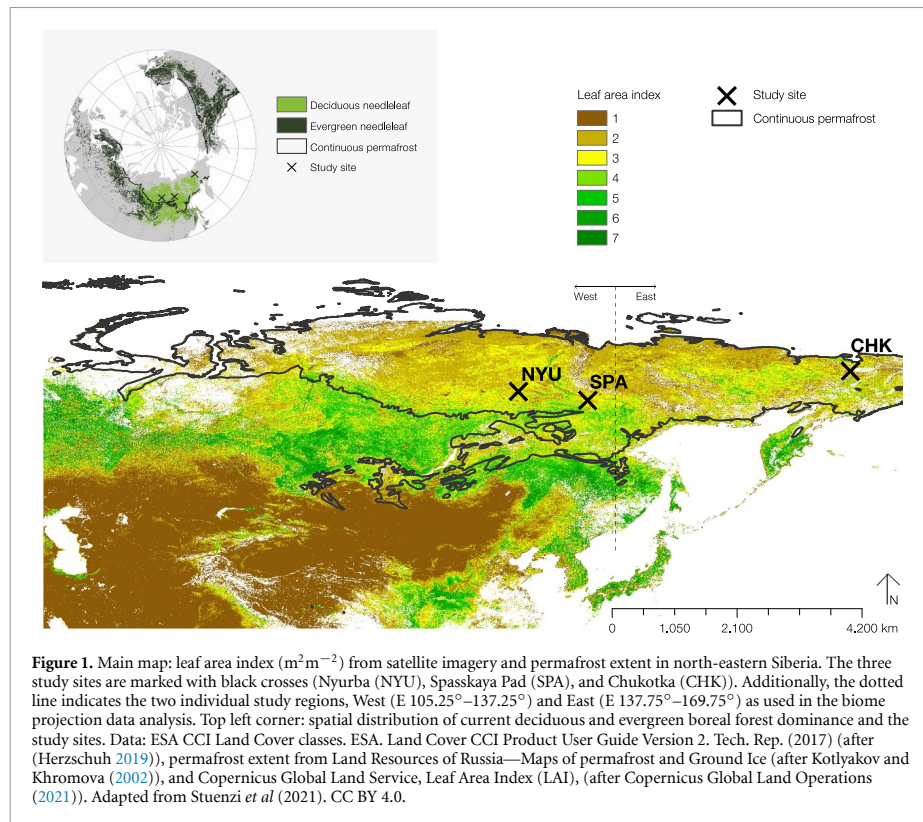 Deciduous needleleaf
Evergreen needleleaf
Continuous permafrost
Study site
Leaf area index
1
2
3
4
5
6
7
Study site
Continuous permafrost
West East
CHK
NYU
SPA
N
0 1,050 2,100 4,200 km
Figure 1. Main map: leaf area index (m²m⁻²) from satellite imagery and permafrost extent in north-eastern Siberia. The three
study sites are marked with black crosses (Nyurba (NYU), Spasskaya Pad (SPA), and Chukotka (CHK)). Additionally, the dotted
line indicates the two individual study regions, West (E 105.25°–137.25°) and East (E 137.75°–169.75°) as used in the biome
projection data analysis. Top left corner: spatial distribution of current deciduous and evergreen boreal forest dominance and the
study sites. Data: ESA CCI Land Cover classes. ESA. Land Cover CCI Product User Guide Version 2. Tech. Rep. (2017) (after
(Herzschuh 2019)), permafrost extent from Land Resources of Russia—Maps of permafrost and Ground Ice (after Kotlyakov and
Khromova (2002)), and Copernicus Global Land Service, Leaf Area Index (LAI), (after Copernicus Global Land Operations
(2021)). Adapted from Stuenzi et al (2021). CC BY 4.0.